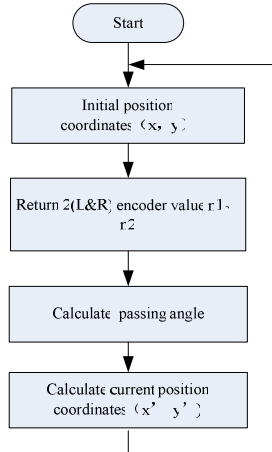 Start
Initial position
coordinates（x，y）
Return 2(L&R) encoder value r1、
r2
Calculate passing angle
Calculate current position
coordinates（x’ y’）